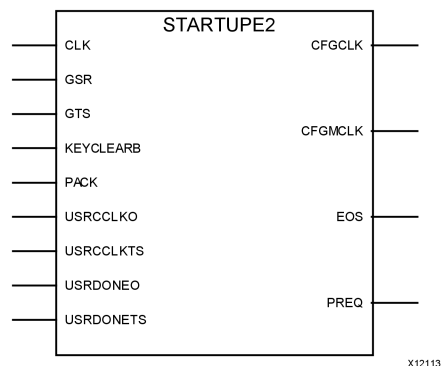 STARTUPE2
CLK
CFGCLK
GSR
GTS
CFGMCLK
KEYCLEARB
PACK
USRCCLKO
EOS
USRCCLKTS
USRDONEO
PREQ
USRDONETS
X12113